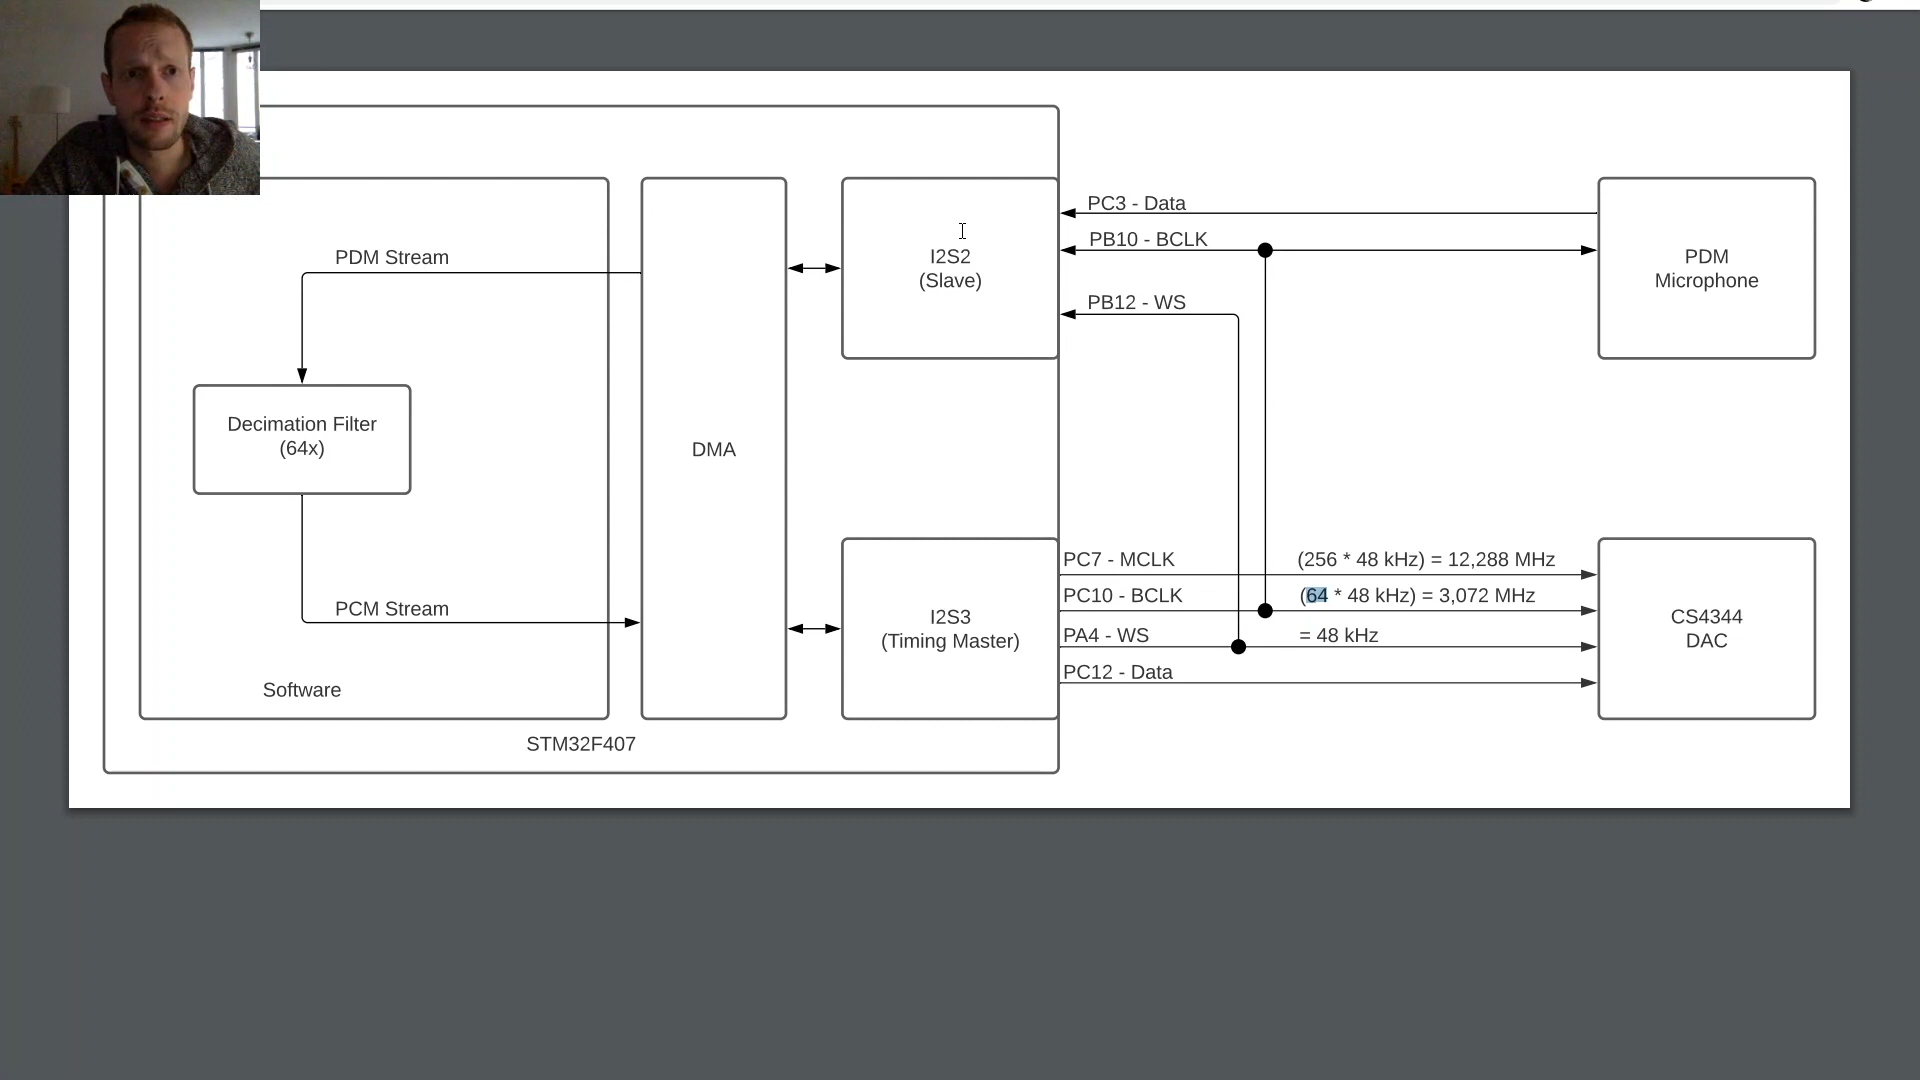 PC3 - Data
PDM Stream
PB10 - BCLK
I2S2
(Slave)
PDM
Microphone
PB12 - WS
Decimation Filter
(64x)
DMA
PC7 - MCLK (256 * 48 kHz) = 12,288 MHz
PC10 - BCLK (64 * 48 kHz) = 3,072 MHz
PCM Stream
I2S3
(Timing Master)
PA4 - WS = 48 kHz
CS4344
DAC
PC12 - Data
Software
STM32F407